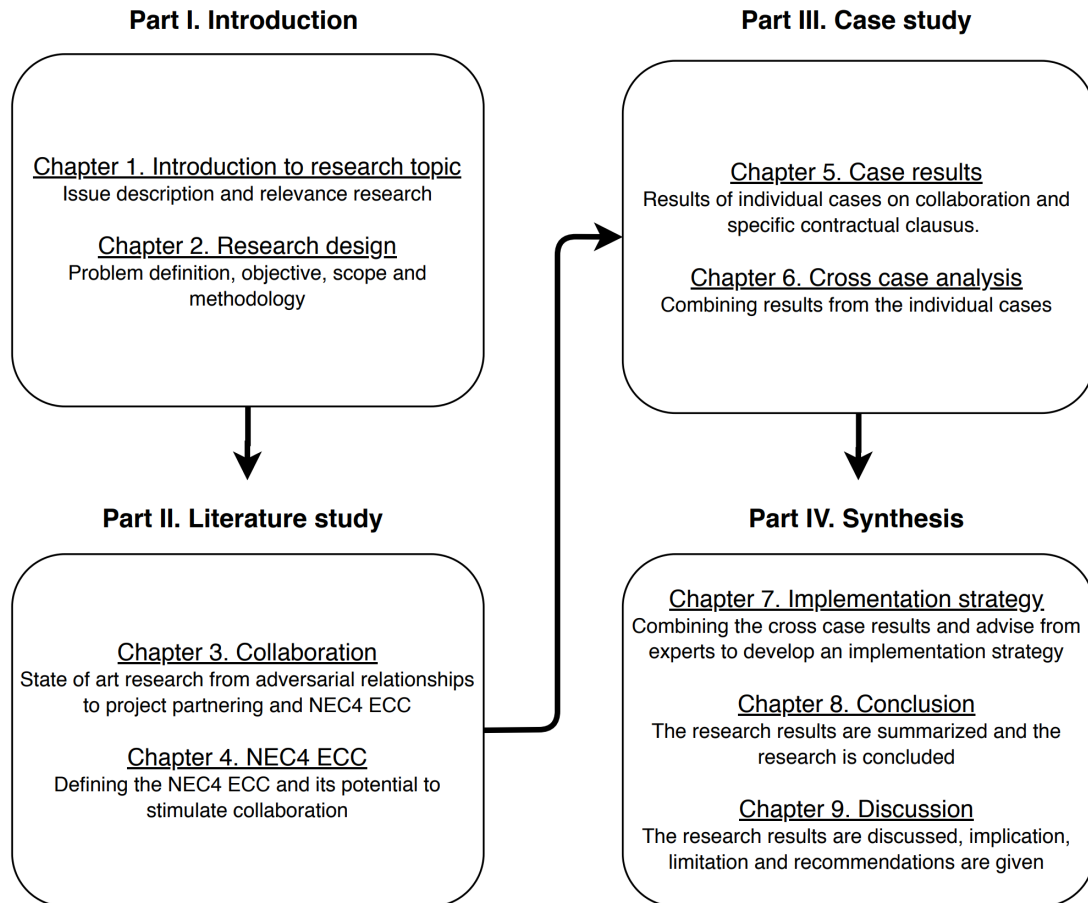 Part I. Introduction
Chapter 1. Introduction to research topic
Issue description and relevance research
Chapter 2. Research design
Problem definition, objective, scope and
methodology
Part II. Literature study
Chapter 3. Collaboration
State of art research from adversarial relationships
to project partnering and NEC4 ECC
Chapter 4. NEC4 ECC
Defining the NEC4 ECC and its potential to
stimulate collaboration
Part III. Case study
Chapter 5. Case results
Results of individual cases on collaboration and
specific contractual clausus.
Chapter 6. Cross case analysis
Combining results from the individual cases
Part IV. Synthesis
Chapter 7. Implementation strategy
Combining the cross case results and advise from
experts to develop an implementation strategy
Chapter 8. Conclusion
The research results are summarized and the
research is concluded
Chapter 9. Discussion
The research results are discussed, implication,
limitation and recommendations are given